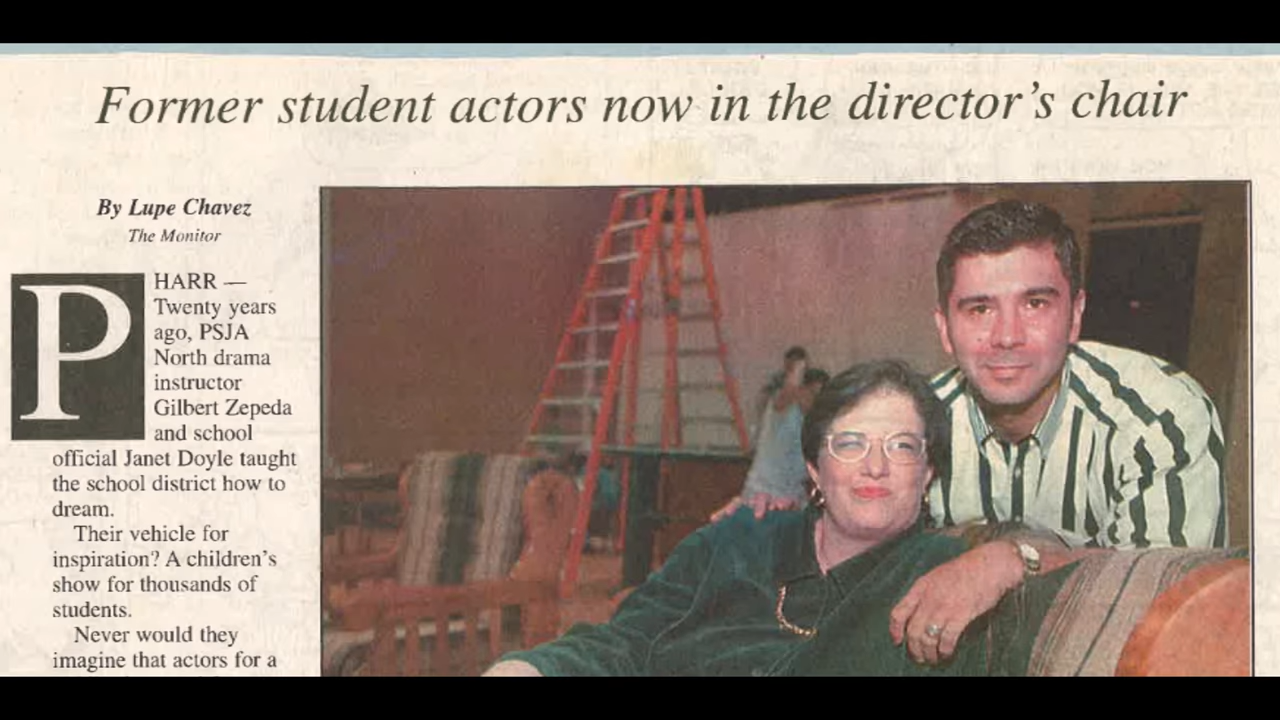 Former student actors now in the director's chair
By Lupe Chavez
The Monitor
PHARR —
Twenty years
ago, PSJA
North drama
instructor
Gilbert Zepeda
and school
official Janet Doyle taught
the school district how to
dream.
Their vehicle for
inspiration? A children's
show for thousands of
students.
Never would they
imagine that actors for a